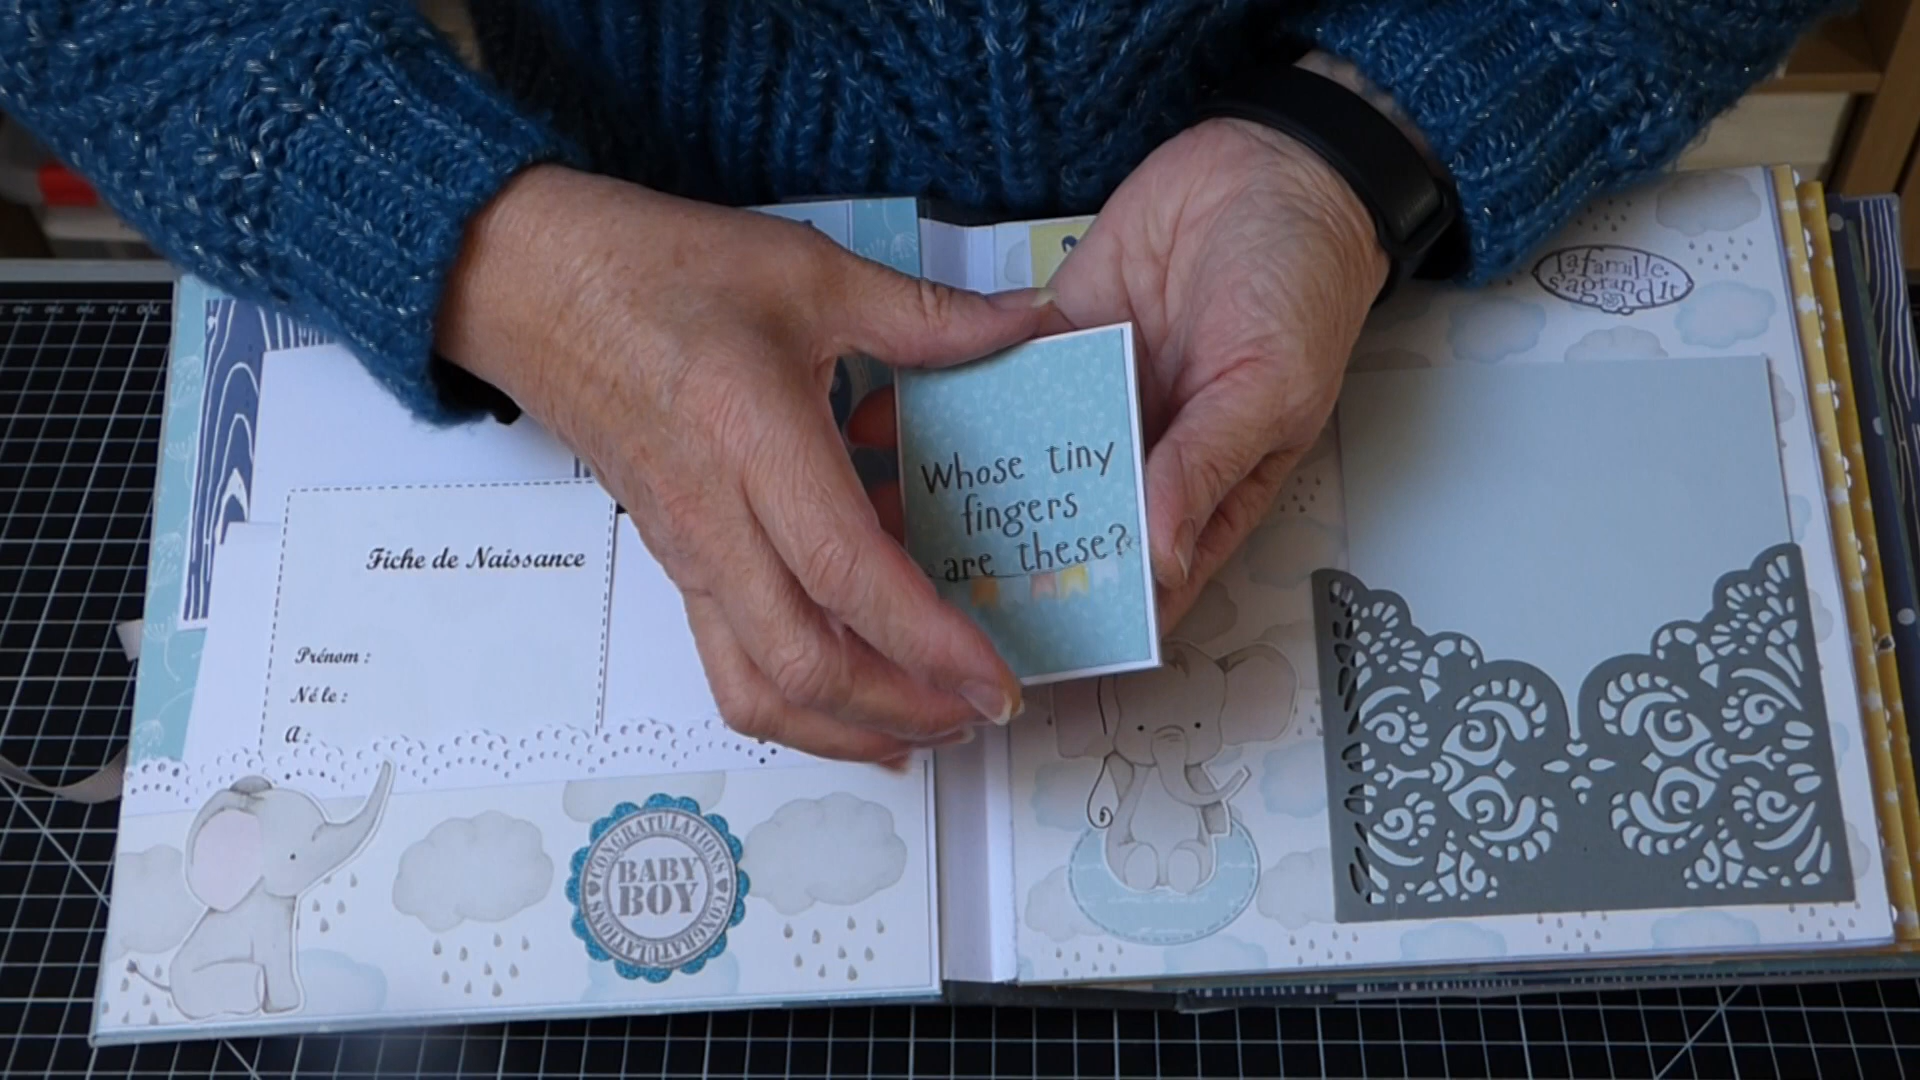 la famille
s'agrandit
Whose tiny
fingers
are these?
Fiche de Naissance
Prénom :
Né le :
A :
CONGRATULATIONS
BABY
BOY
CONGRATULATIONS